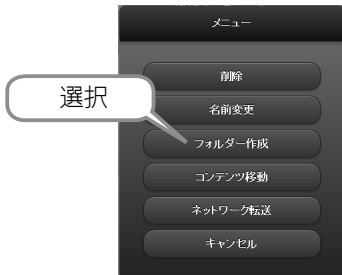 メニュー
削除
名前変更
選択
フォルダー作成
コンテンツ移動
ネットワーク転送
キャンセル